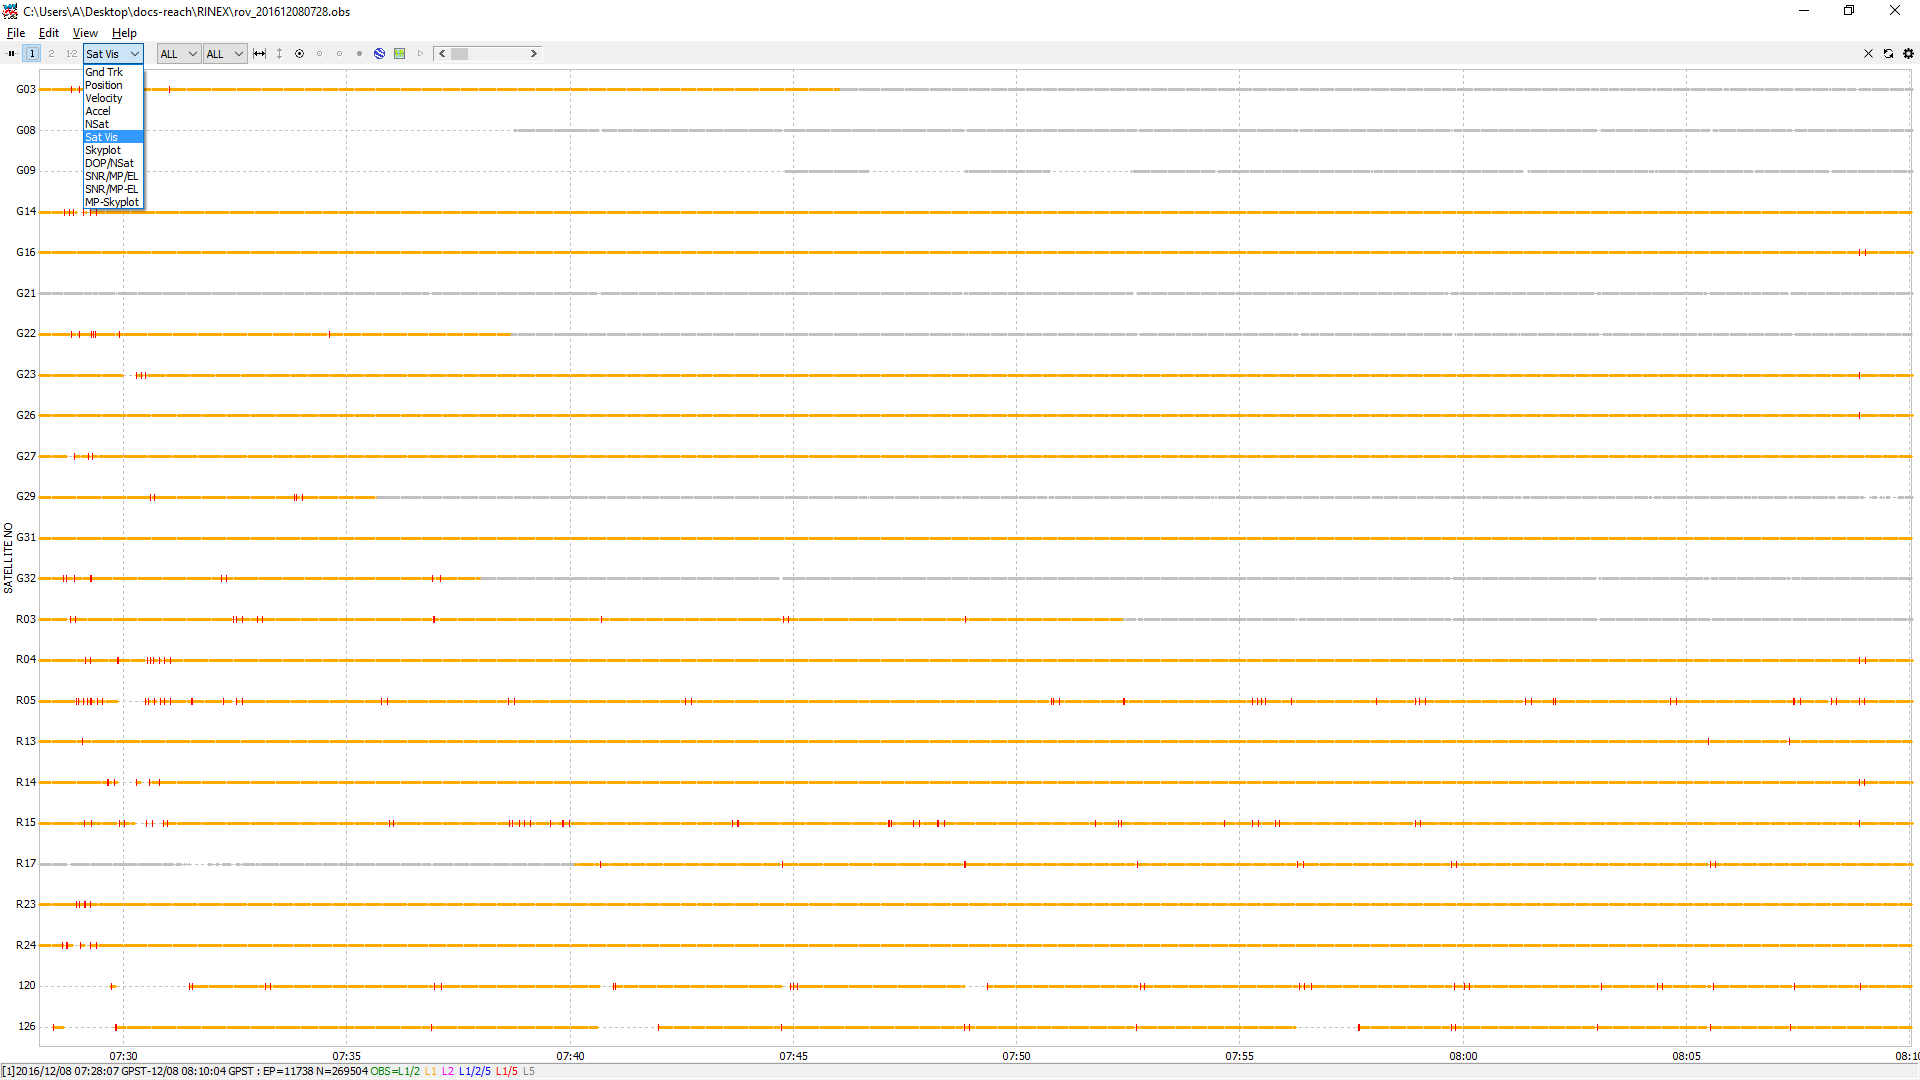 C:\Users\A\Desktop\docs-reach\RINEX\rov_201612080728.obs
File Edit View Help
1 2 1-2 Sat Vis ALL ALL
Gnd Trk
Position
Velocity
Accel
NSat
Sat Vis
Skyplot
DOP/NSat
SNR/MP/EL
SNR/MP-EL
MP-Skyplot
SATELLITE NO
G03
G08
G09
G14
G16
G21
G22
G23
G26
G27
G29
G31
G32
R03
R04
R05
R13
R14
R15
R17
R23
R24
120
126
07:30 07:35 07:40 07:45 07:50 07:55 08:00 08:05 08:10
[1]2016/12/08 07:28:07 GPST-12/08 08:10:04 GPST : EP=11738 N=269504 OBS=L1/2 L1 L2 L1/2/5 L1/5 L5